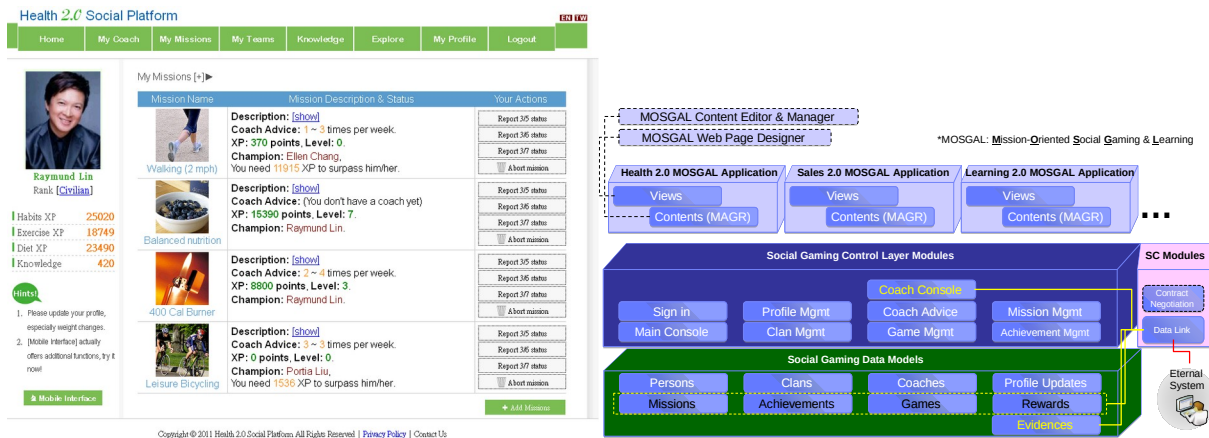 Health 2.0 Social Platform
EN TW
Home My Coach My Missions My Teams Knowledge Explore My Profile Logout
Raymund Lin
Rank [Civilian]
Habits XP 25020
Exercise XP 18749
Diet XP 23490
Knowledge 420
Hints!
1. Please update your profile,
especially weight changes.
2. [Mobile Interface] actually
offers additional functions, try it
now!
Mobile Interface
My Missions [+]►
Mission Name Mission Description & Status Your Actions
Walking (2 mph)
Description: [show]
Coach Advice: 1 ~ 3 times per week.
XP: 370 points, Level: 0.
Champion: Ellen Chang,
You need 11915 XP to surpass him/her.
Report 3/5 status
Report 3/6 status
Report 3/7 status
Abort mission
Balanced nutrition
Description: [show]
Coach Advice: (You don't have a coach yet)
XP: 15390 points, Level: 7.
Champion: Raymund Lin.
Report 3/5 status
Report 3/6 status
Report 3/7 status
Abort mission
400 Cal Burner
Description: [show]
Coach Advice: 2 ~ 4 times per week.
XP: 8800 points, Level: 3.
Champion: Raymund Lin.
Report 3/5 status
Report 3/6 status
Report 3/7 status
Abort mission
Leisure Bicycling
Description: [show]
Coach Advice: 3 ~ 3 times per week.
XP: 0 points, Level: 0.
Champion: Portia Liu,
You need 1536 XP to surpass him/her.
Report 3/5 status
Report 3/6 status
Report 3/7 status
Abort mission
+ Add Missions
Copyright © 2011 Health 2.0 Social Platform All Rights Reserved | Privacy Policy | Contact Us
MOSGAL Content Editor & Manager
MOSGAL Web Page Designer
*MOSGAL: Mission-Oriented Social Gaming & Learning
Health 2.0 MOSGAL Application
Views
Contents (MAGR)
Sales 2.0 MOSGAL Application
Views
Contents (MAGR)
Learning 2.0 MOSGAL Application
Views
Contents (MAGR)
...
Social Gaming Control Layer Modules
Coach Console
Sign in Profile Mgmt Coach Advice Mission Mgmt
Main Console Clan Mgmt Game Mgmt Achievement Mgmt
SC Modules
Contract
Negotiation
Data Link
Eternal
System
Social Gaming Data Models
Persons Clans Coaches Profile Updates
Missions Achievements Games Rewards
Evidences